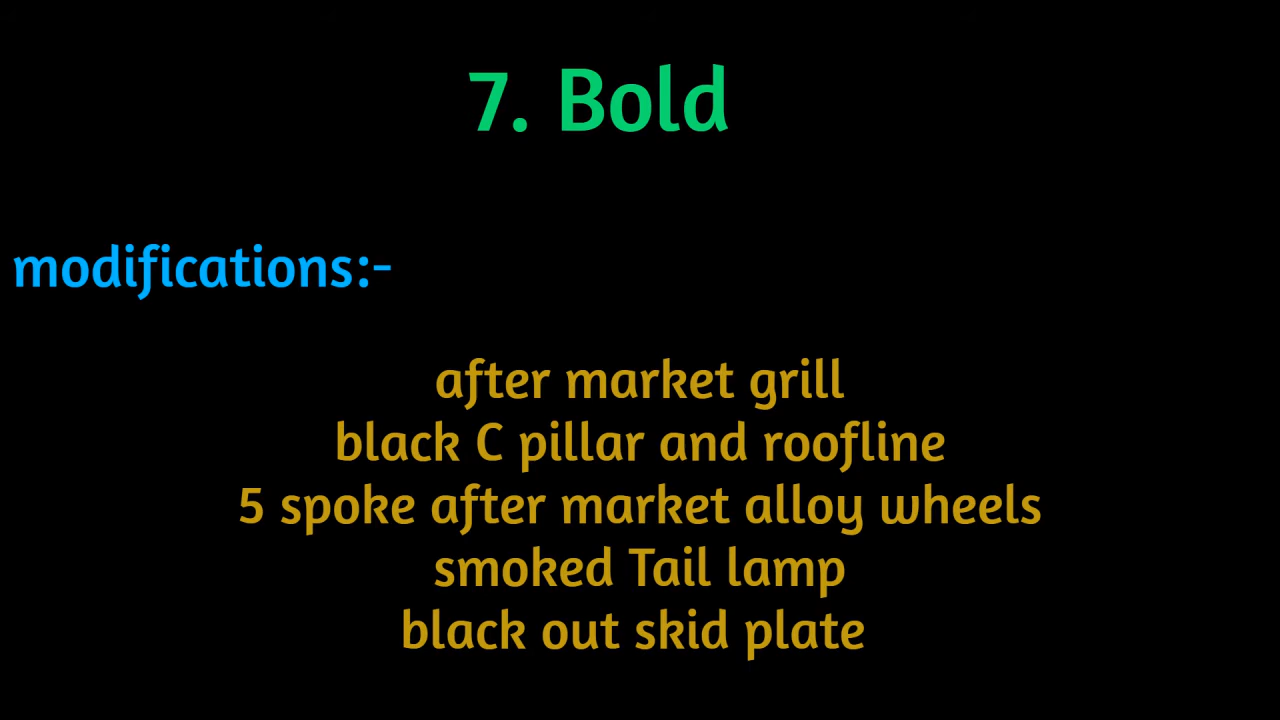 7. Bold
modifications:-
after market grill
black C pillar and roofline
5 spoke after market alloy wheels
smoked Tail lamp
black out skid plate